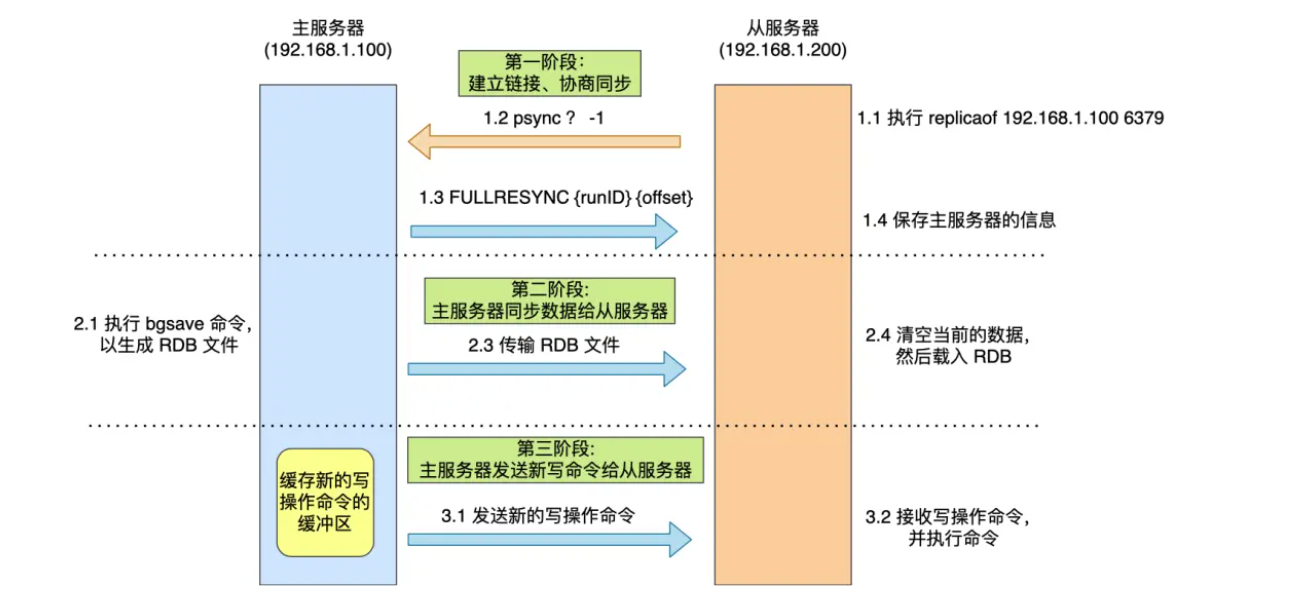 主服务器
(192.168.1.100)
从服务器
(192.168.1.200)
第一阶段：
建立链接、协商同步
1.1 执行 replicaof 192.168.1.100 6379
1.2 psync ？ -1
1.3 FULLRESYNC {runID} {offset}
1.4 保存主服务器的信息
第二阶段:
主服务器同步数据给从服务器
2.1 执行 bgsave 命令，
以生成 RDB 文件
2.3 传输 RDB 文件
2.4 清空当前的数据，
然后载入 RDB
第三阶段:
主服务器发送新写命令给从服务器
缓存新的写
操作命令的
缓冲区
3.1 发送新的写操作命令
3.2 接收写操作命令，
并执行命令